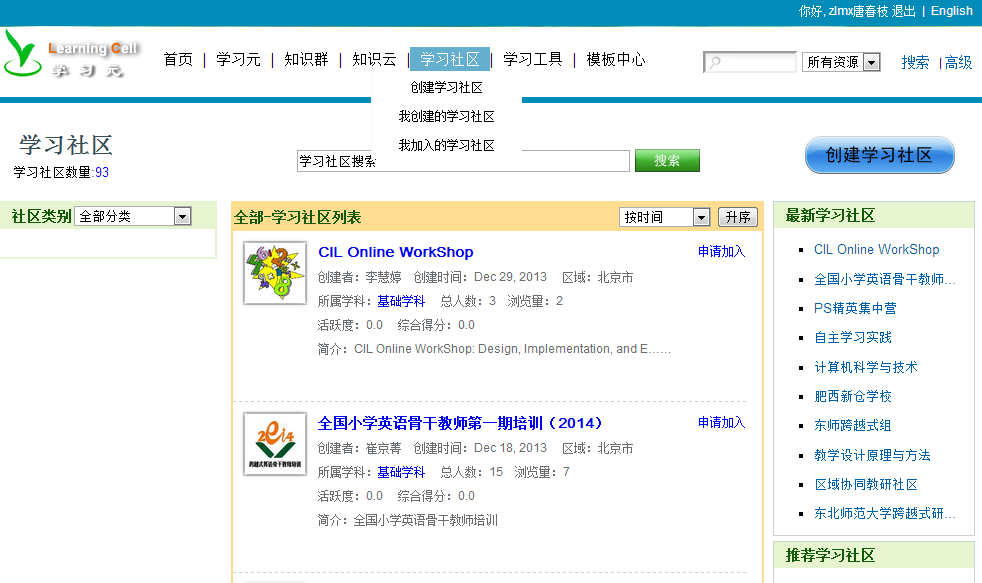 你好, zlmx唐春枝 退出 | English
Learning Cell
学习元
首页 | 学习元 | 知识群 | 知识云 | 学习社区 | 学习工具 | 模板中心
所有资源 搜索 | 高级
创建学习社区
我创建的学习社区
我加入的学习社区
学习社区
学习社区数量:93
学习社区搜索
搜索
创建学习社区
社区类别 全部分类
全部-学习社区列表 按时间 升序
CIL Online WorkShop 申请加入
创建者：李慧婷 创建时间：Dec 29, 2013 区域：北京市
所属学科：基础学科 总人数：3 浏览量：2
活跃度：0.0 综合得分：0.0
简介：CIL Online WorkShop: Design, Implementation, and E……
2014
跨越式英语骨干教师培训
全国小学英语骨干教师第一期培训（2014） 申请加入
创建者：崔京菁 创建时间：Dec 18, 2013 区域：北京市
所属学科：基础学科 总人数：15 浏览量：7
活跃度：0.0 综合得分：0.0
简介：全国小学英语骨干教师培训
最新学习社区
CIL Online WorkShop
全国小学英语骨干教师...
PS精英集中营
自主学习实践
计算机科学与技术
肥西新仓学校
东师跨越式组
教学设计原理与方法
区域协同教研社区
东北师范大学跨越式研...
推荐学习社区